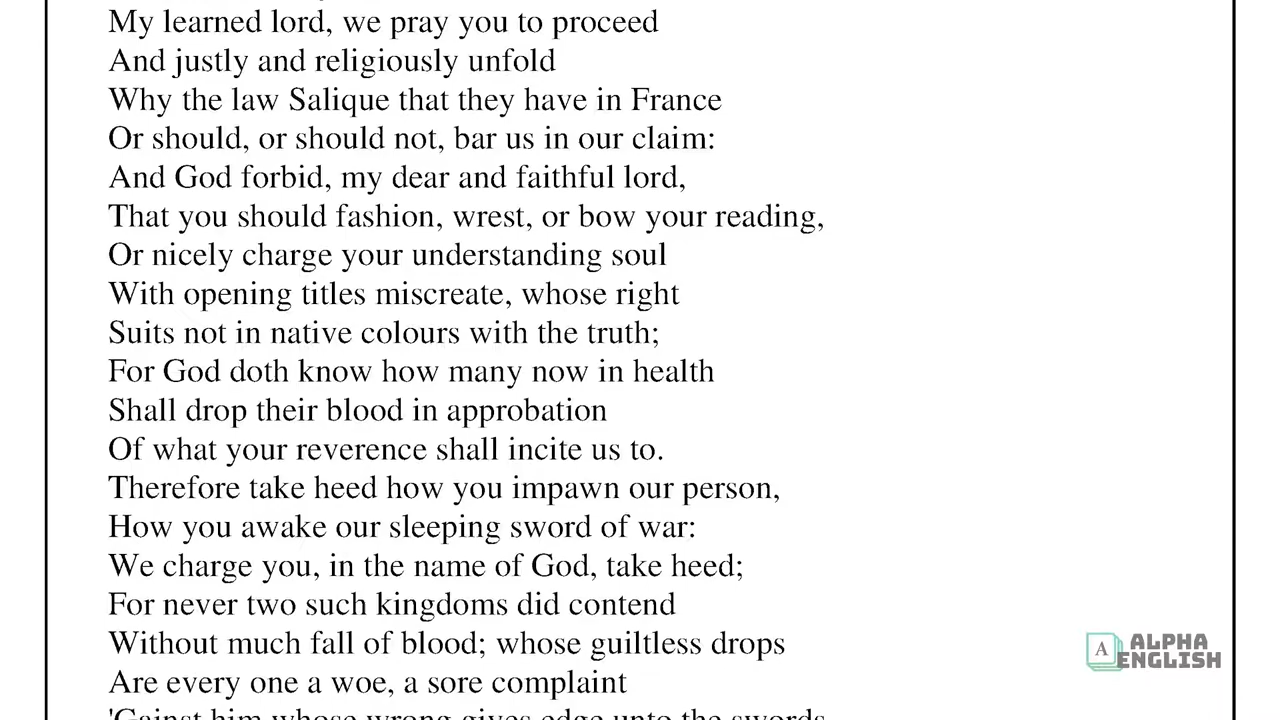 My learned lord, we pray you to proceed
And justly and religiously unfold
Why the law Salique that they have in France
Or should, or should not, bar us in our claim:
And God forbid, my dear and faithful lord,
That you should fashion, wrest, or bow your reading,
Or nicely charge your understanding soul
With opening titles miscreate, whose right
Suits not in native colours with the truth;
For God doth know how many now in health
Shall drop their blood in approbation
Of what your reverence shall incite us to.
Therefore take heed how you impawn our person,
How you awake our sleeping sword of war:
We charge you, in the name of God, take heed;
For never two such kingdoms did contend
Without much fall of blood; whose guiltless drops
Are every one a woe, a sore complaint
'Gainst him whose wrong gives edge unto the swords
A ALPHA
ENGLISH